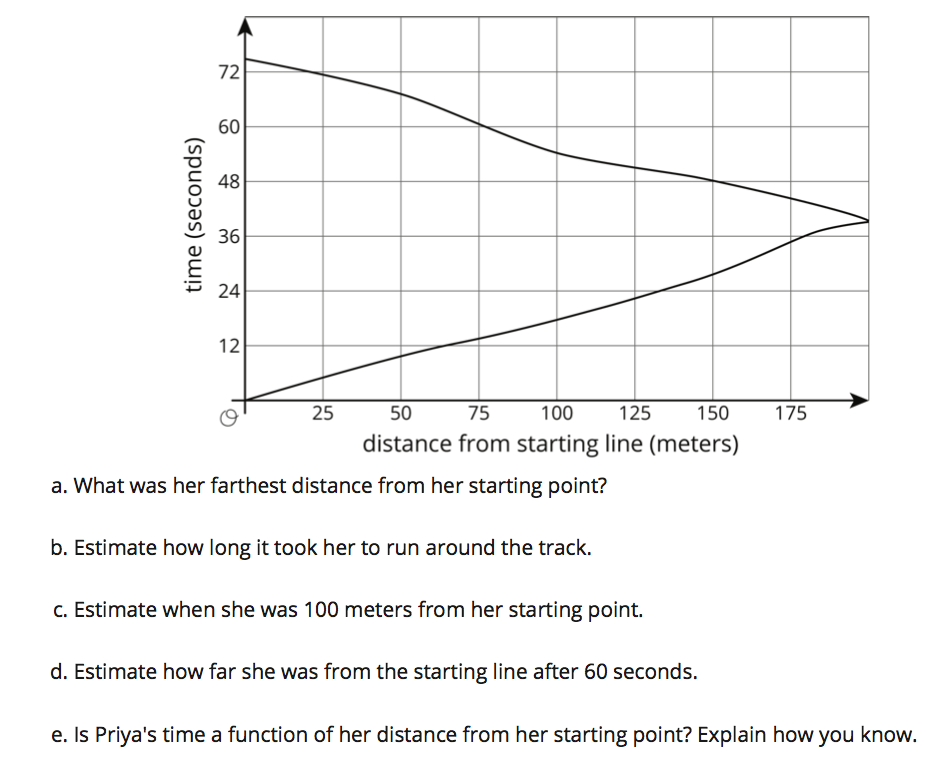 72
60
48
36
24
12
time (seconds)
O
25 50 75 100 125 150 175
distance from starting line (meters)
a. What was her farthest distance from her starting point?
b. Estimate how long it took her to run around the track.
c. Estimate when she was 100 meters from her starting point.
d. Estimate how far she was from the starting line after 60 seconds.
e. Is Priya's time a function of her distance from her starting point? Explain how you know.